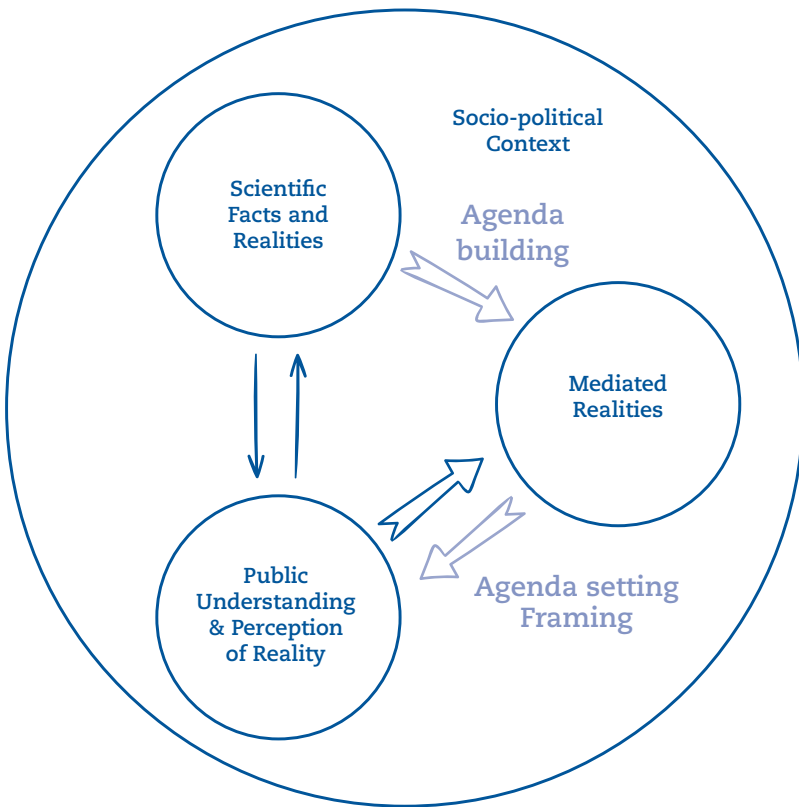 Socio-political
Context
Scientific
Facts and
Realities
Agenda
building
Mediated
Realities
Public
Understanding
& Perception
of Reality
Agenda setting
Framing